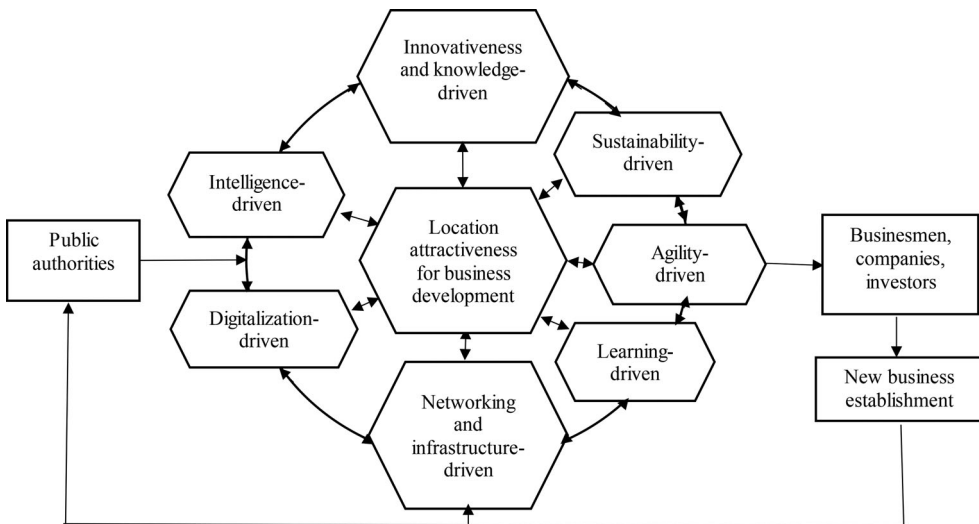 Innovativeness
and knowledge-
driven
Sustainability-
driven
Intelligence-
driven
Public
authorities
Location
attractiveness
for business
development
Agility-
driven
Businesmen,
companies,
investors
Digitalization-
driven
Learning-
driven
New business
establishment
Networking
and
infrastructure-
driven